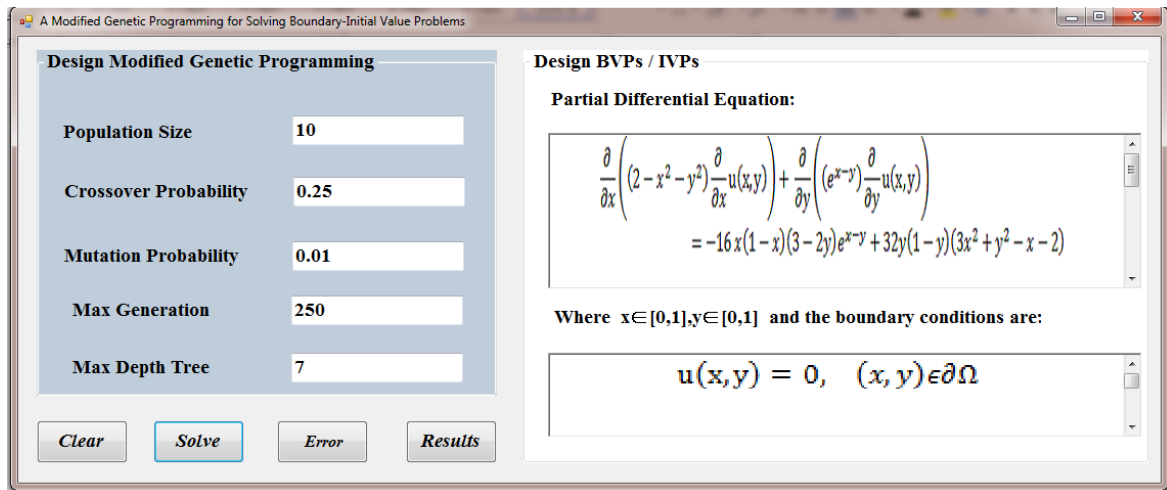 A Modified Genetic Programming for Solving Boundary-Initial Value Problems
Design Modified Genetic Programming
Population Size 10
Crossover Probability 0.25
Mutation Probability 0.01
Max Generation 250
Max Depth Tree 7
Clear Solve Error Results
Design BVPs / IVPs
Partial Differential Equation:
∂/∂x((2−x²−y²)∂/∂x u(x,y))+∂/∂y((eˣ⁻ʸ)∂/∂y u(x,y))
=−16x(1−x)(3−2y)eˣ⁻ʸ+32y(1−y)(3x²+y²−x−2)
Where x∈[0,1],y∈[0,1] and the boundary conditions are:
u(x,y) = 0, (x,y)ϵ∂Ω